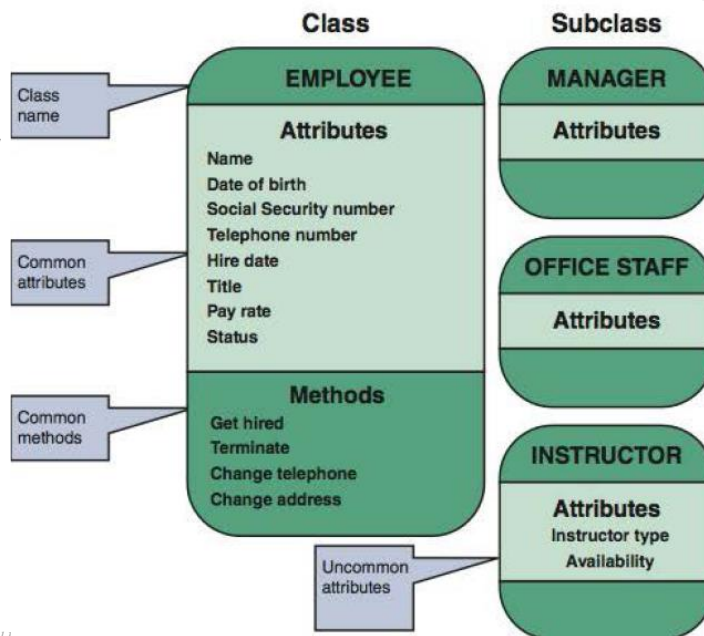 Class
Subclass
Class
name
EMPLOYEE
Attributes
Name
Date of birth
Social Security number
Telephone number
Hire date
Title
Pay rate
Status
Common
attributes
Methods
Get hired
Terminate
Change telephone
Change address
Common
methods
MANAGER
Attributes
OFFICE STAFF
Attributes
INSTRUCTOR
Attributes
Instructor type
Availability
Uncommon
attributes